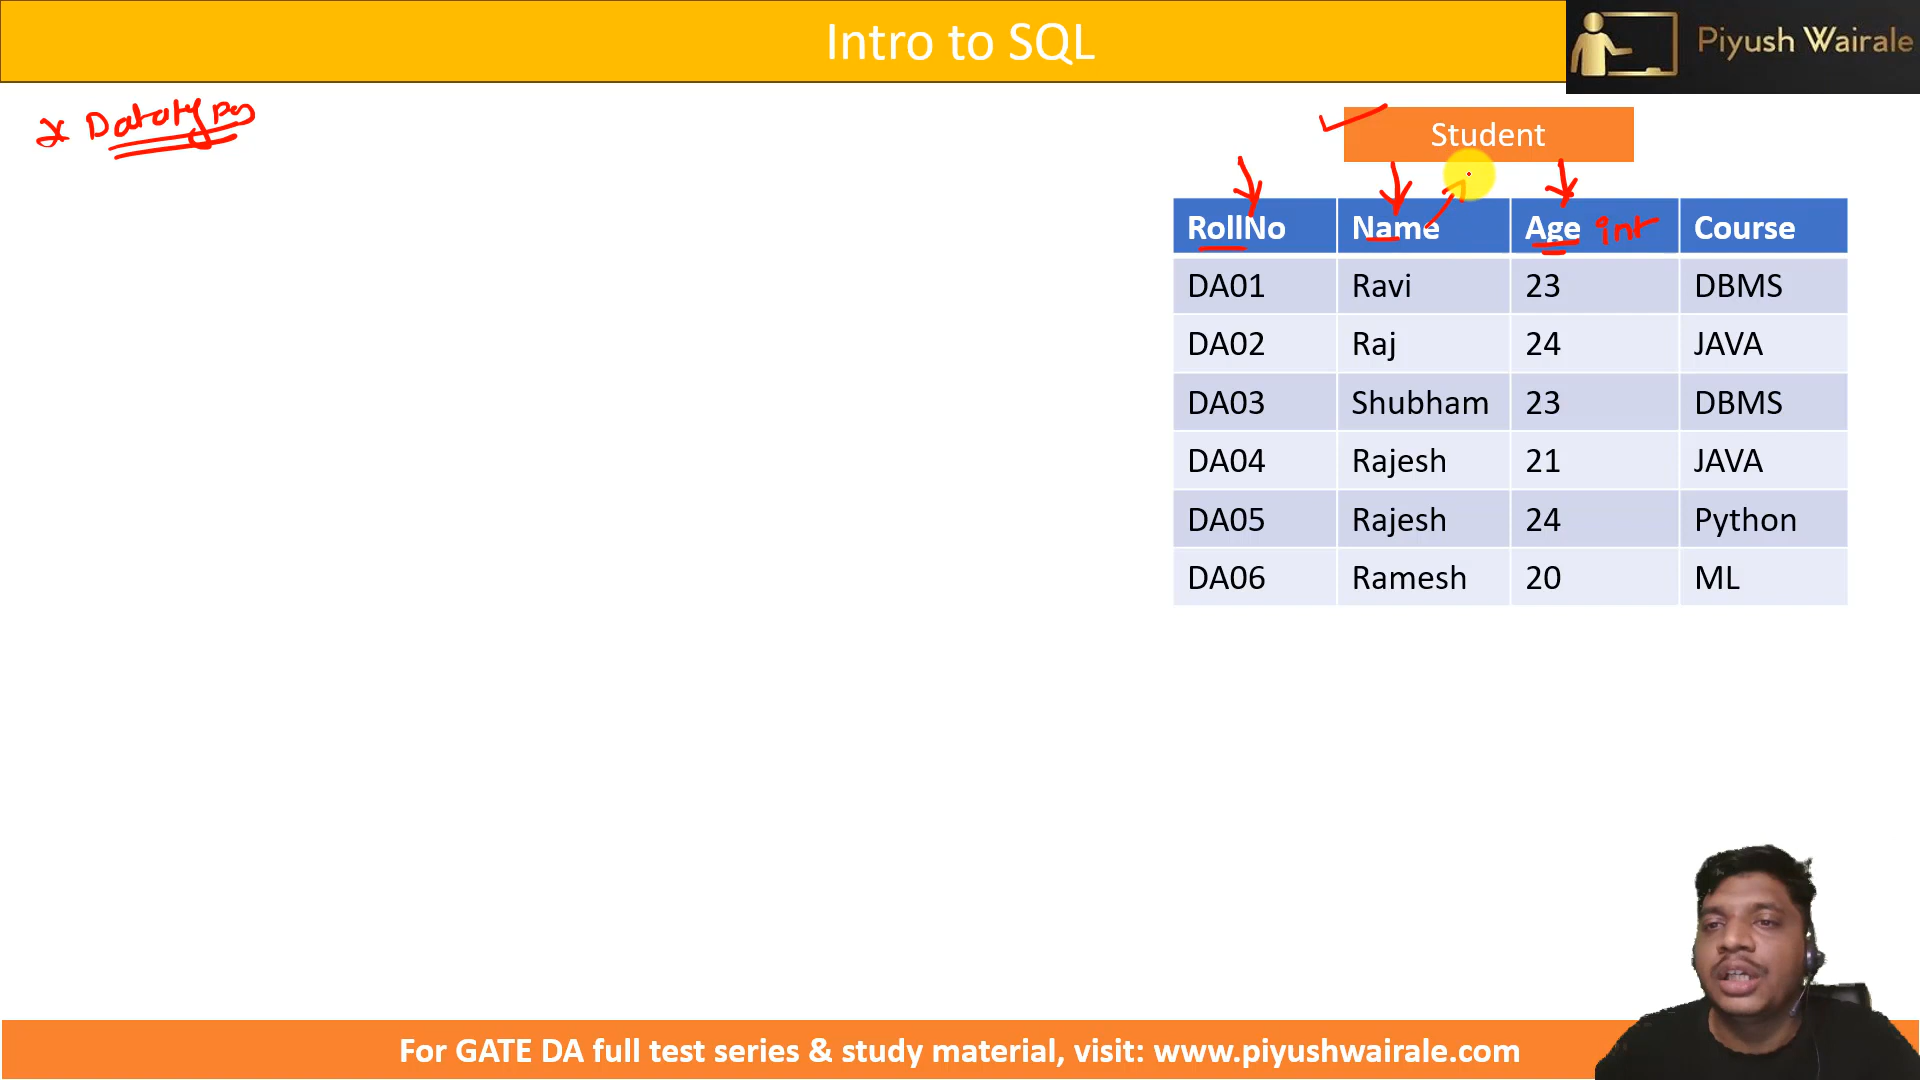 Intro to SQL
Piyush Wairale
* Datatypes
Student
RollNo Name Age int Course
DA01 Ravi 23 DBMS
DA02 Raj 24 JAVA
DA03 Shubham 23 DBMS
DA04 Rajesh 21 JAVA
DA05 Rajesh 24 Python
DA06 Ramesh 20 ML
For GATE DA full test series & study material, visit: www.piyushwairale.com